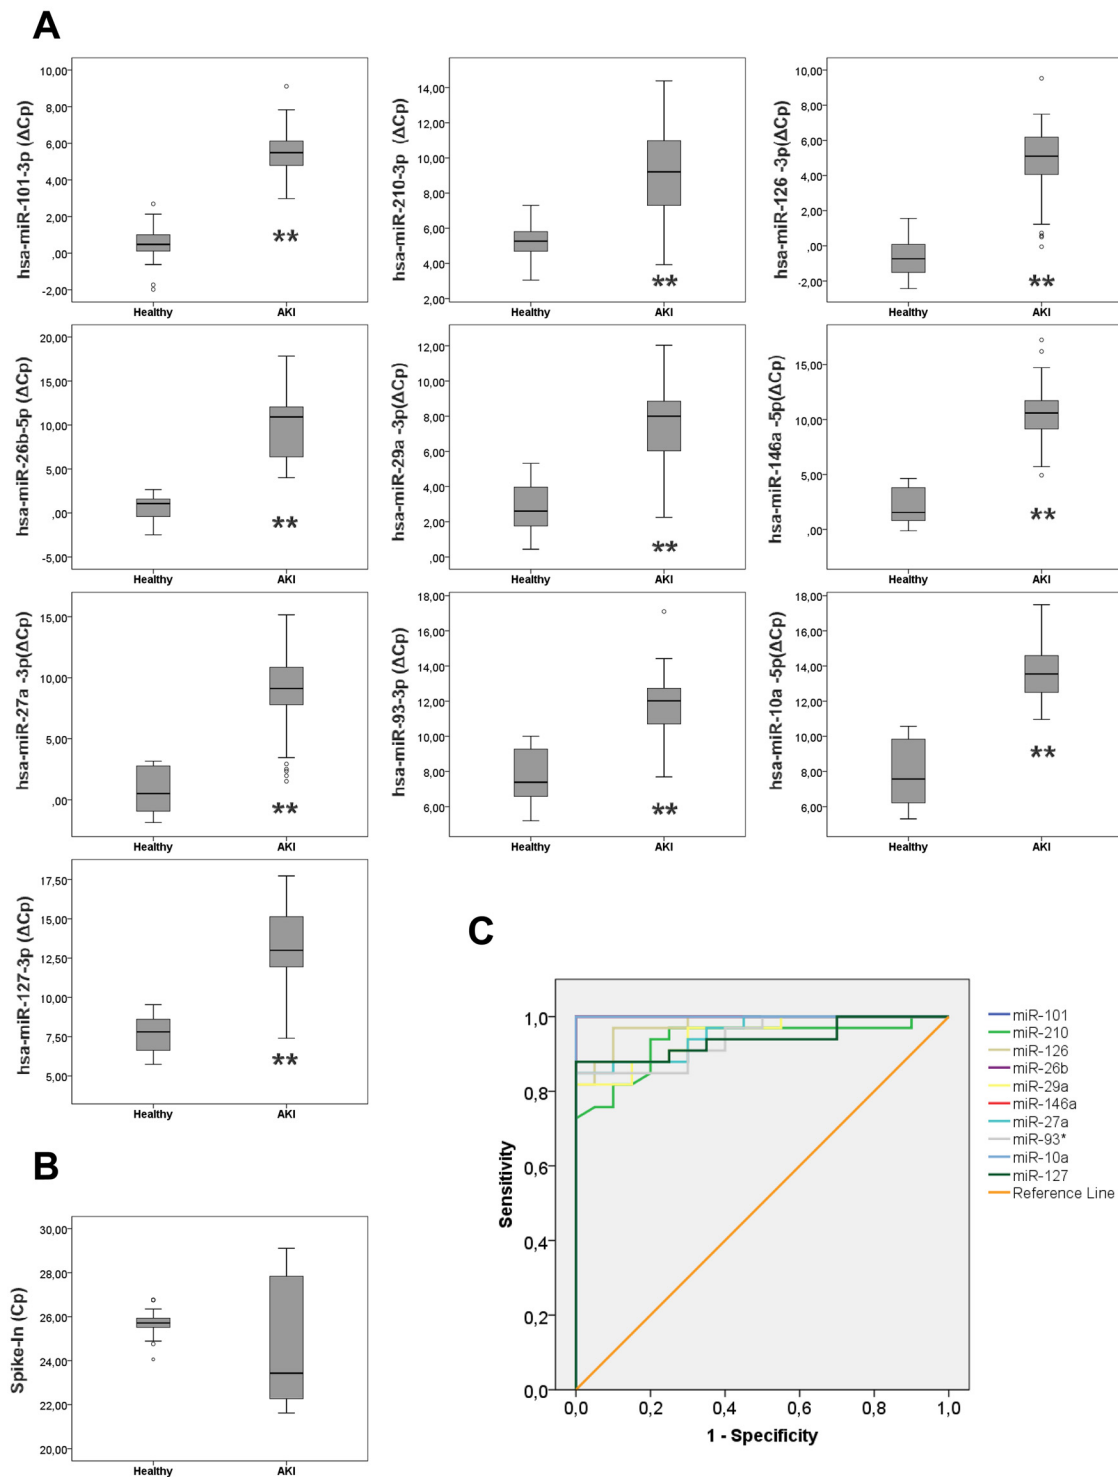 A
hsa-miR-101-3p (ΔCp)
10,00
8,00
6,00
4,00
2,00
,00
-2,00
Healthy AKI
**
hsa-miR-210-3p (ΔCp)
14,00
12,00
10,00
8,00
6,00
4,00
2,00
Healthy AKI
**
hsa-miR-126 -3p(ΔCp)
10,00
8,00
6,00
4,00
2,00
,00
-2,00
Healthy AKI
**
hsa-miR-26b-5p (ΔCp)
20,00
15,00
10,00
5,00
,00
-5,00
Healthy AKI
**
hsa-miR-29a -3p(ΔCp)
12,00
10,00
8,00
6,00
4,00
2,00
,00
Healthy AKI
**
hsa-miR-146a -5p(ΔCp)
15,00
10,00
5,00
,00
Healthy AKI
**
hsa-miR-27a -3p(ΔCp)
15,00
10,00
5,00
,00
Healthy AKI
**
hsa-miR-93-3p (ΔCp)
18,00
16,00
14,00
12,00
10,00
8,00
6,00
Healthy AKI
**
hsa-miR-10a -5p(ΔCp)
18,00
16,00
14,00
12,00
10,00
8,00
6,00
Healthy AKI
**
hsa-miR-127-3p (ΔCp)
17,50
15,00
12,50
10,00
7,50
5,00
Healthy AKI
**
B
Spike-In (Cp)
30,00
28,00
26,00
24,00
22,00
20,00
Healthy AKI
C
Sensitivity
1,0
0,8
0,6
0,4
0,2
0,0
0,0 0,2 0,4 0,6 0,8 1,0
1 - Specificity
miR-101
miR-210
miR-126
miR-26b
miR-29a
miR-146a
miR-27a
miR-93*
miR-10a
miR-127
Reference Line